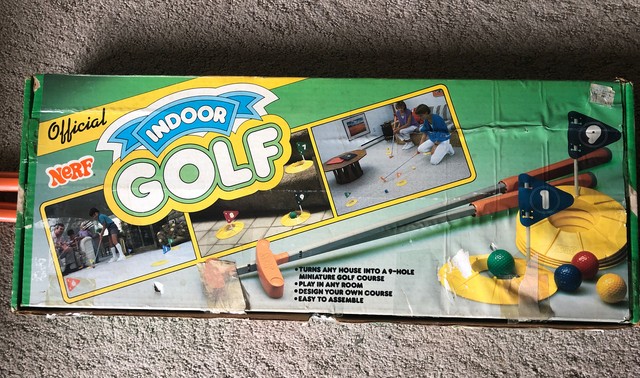 Official
NERF
INDOOR
GOLF
• TURNS ANY HOUSE INTO A 9-HOLE
MINIATURE GOLF COURSE
• PLAY IN ANY ROOM
• DESIGN YOUR OWN COURSE
• EASY TO ASSEMBLE
1